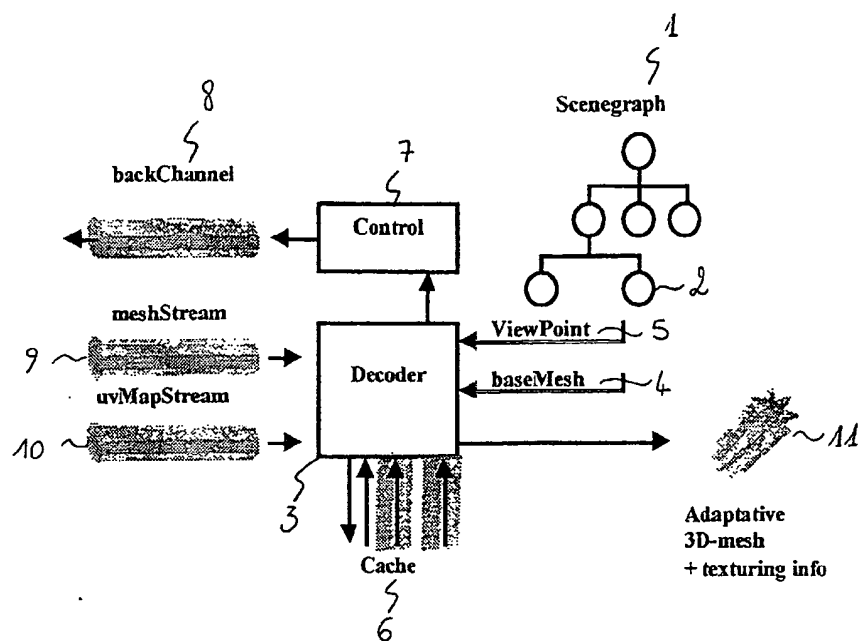 1
Scenegraph
8
backChannel
7
Control
2
meshStream
ViewPoint
5
9
Decoder
baseMesh
4
uvMapStream
10
11
3
Adaptative
3D-mesh
+ texturing info
Cache
6